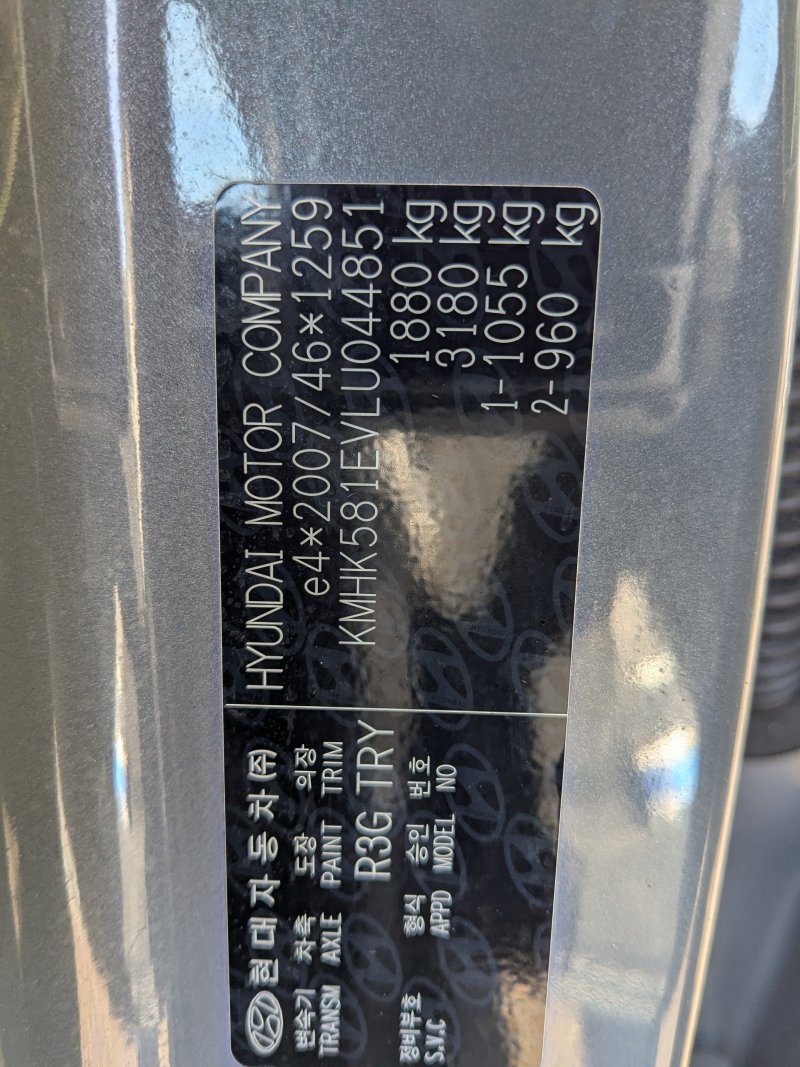 현대자동차(주)
변속기 차축 도장 의장
TRANSM AXLE PAINT TRIM
R3G TRY
형식 승인 번호
정비부호 APPD MODEL NO
S.V.C
HYUNDAI MOTOR COMPANY
e4*2007/46*1259
KMHK581EVLU044851
1880 kg
3180 kg
1-1055 kg
2-960 kg